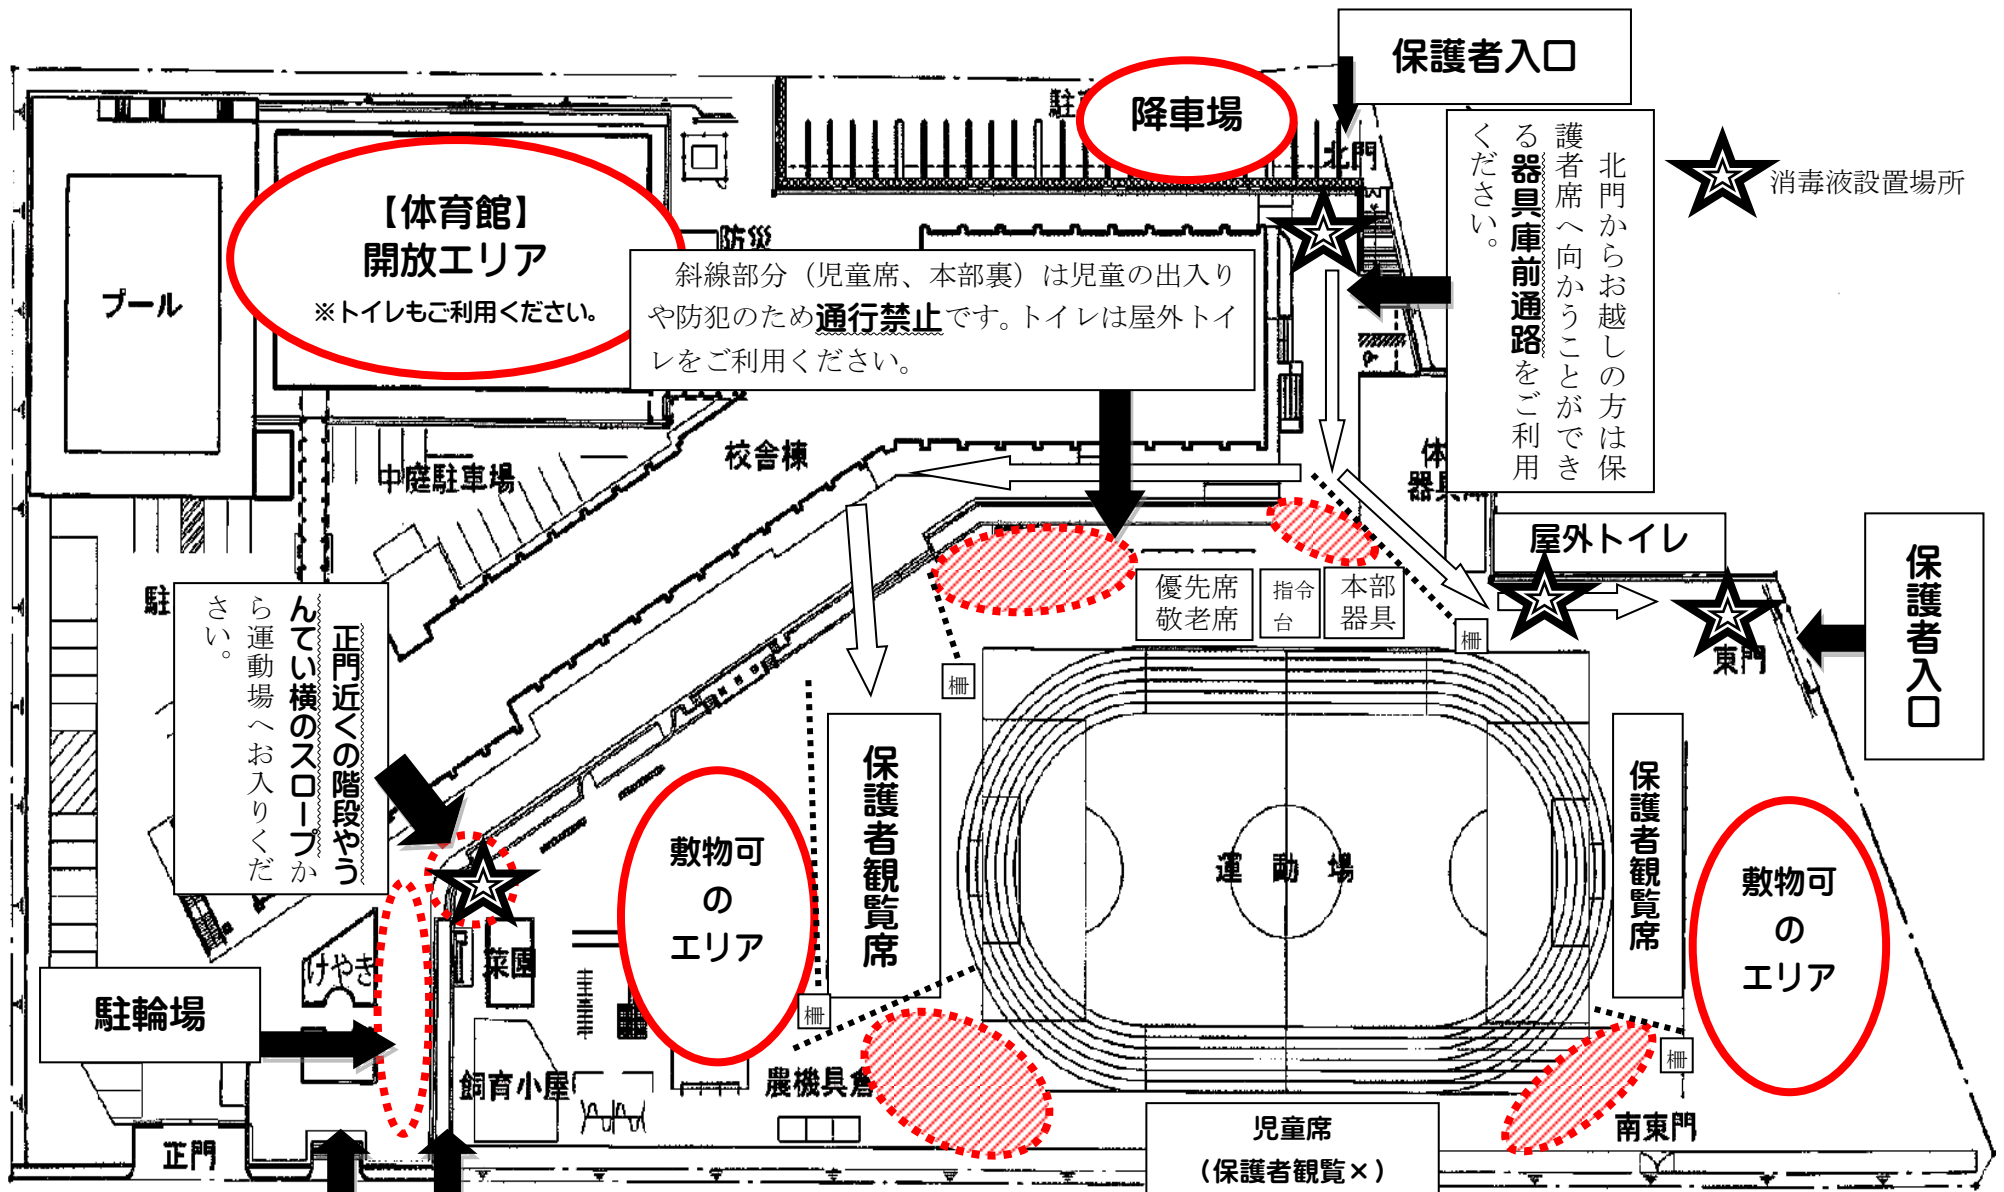 保護者入口
降車場
北門
北門からお越しの方は保
護者席へ向かうことができ
る器具庫前通路をご利用
ください。
消毒液設置場所
【体育館】
開放エリア
※トイレもご利用ください。
プール
防災
斜線部分（児童席、本部裏）は児童の出入り
や防犯のため通行禁止です。トイレは屋外トイ
レをご利用ください。
校舎棟
中庭駐車場
屋外トイレ
保護者入口
東門
優先席
敬老席
指令
台
本部
器具
柵
柵
正門近くの階段やう
んてい横のスロープか
ら運動場へお入りくだ
さい。
敷物可
の
エリア
保護者観覧席
運動場
保護者観覧席
敷物可
の
エリア
けやき
菜園
駐輪場
柵
柵
飼育小屋
農機具倉
児童席
（保護者観覧×）
南東門
正門